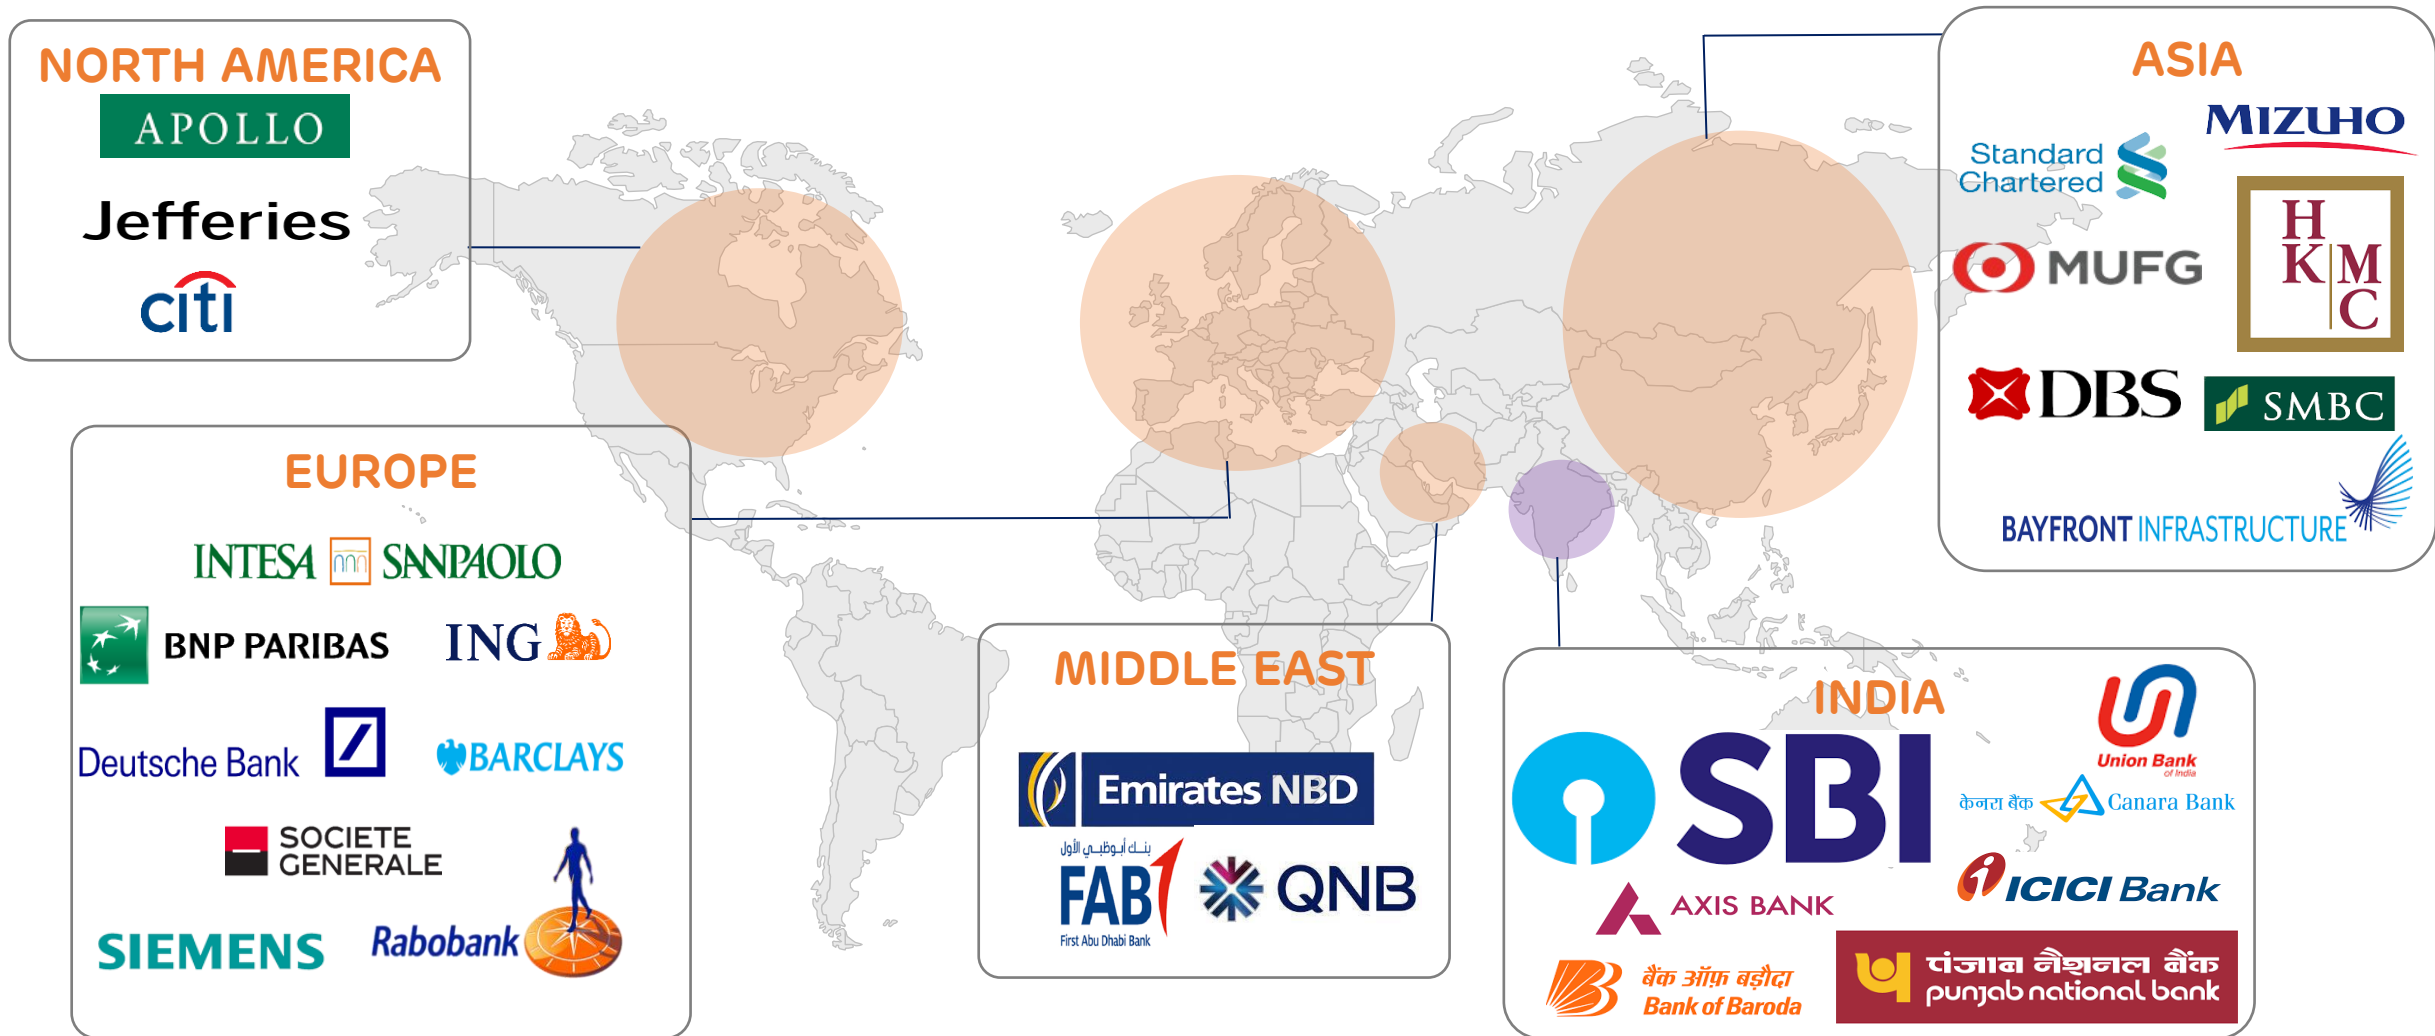 NORTH AMERICA
APOLLO
Jefferies
citi
EUROPE
INTESA SANPAOLO
BNP PARIBAS
ING
Deutsche Bank
BARCLAYS
SOCIETE
GENERALE
SIEMENS
Rabobank
MIDDLE EAST
Emirates NBD
بنك أبوظبي الأول
FAB
First Abu Dhabi Bank
QNB
ASIA
MIZUHO
Standard
Chartered
MUFG
H
K M
C
DBS
SMBC
BAYFRONT INFRASTRUCTURE
INDIA
SBI
Union Bank
of India
केनरा बैंक Canara Bank
AXIS BANK
ICICI Bank
बैंक ऑफ़ बड़ौदा
Bank of Baroda
पंजाब नैशनल बैंक
punjab national bank